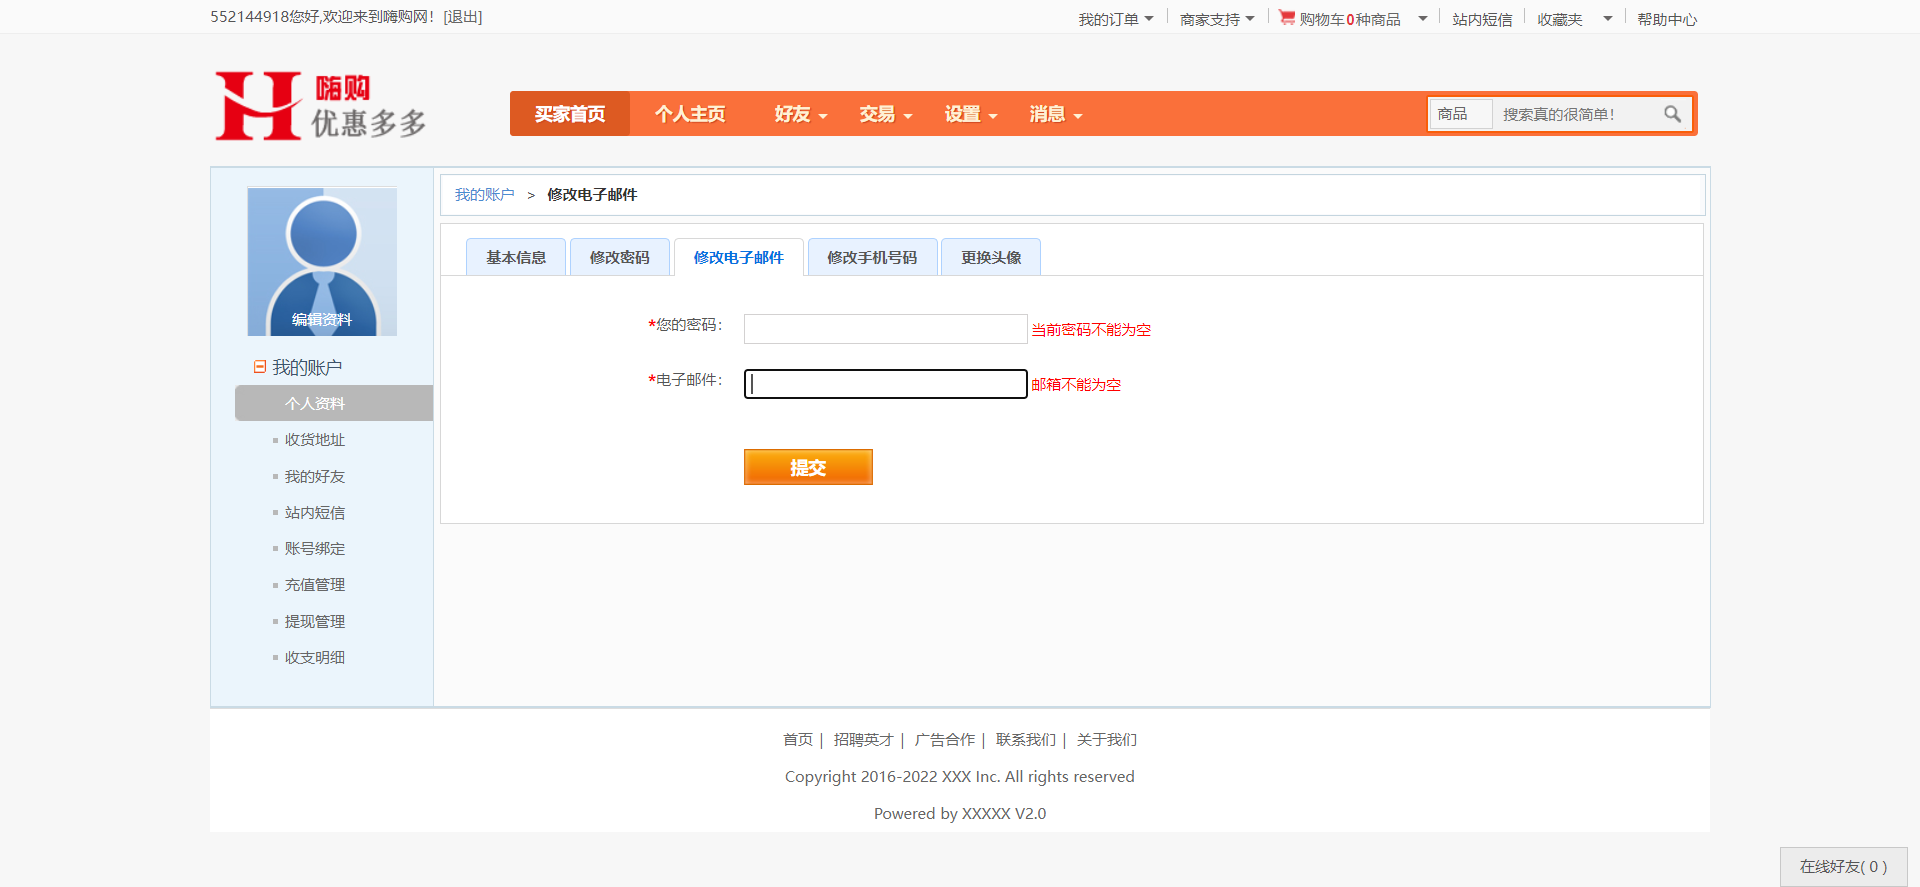 552144918您好,欢迎来到嗨购网！[退出]
我的订单 商家支持 购物车0种商品 站内短信 收藏夹 帮助中心
H 嗨购
优惠多多
买家首页 个人主页 好友 交易 设置 消息 商品 搜索真的很简单！
我的账户 > 修改电子邮件
基本信息 修改密码 修改电子邮件 修改手机号码 更换头像
编辑资料
我的账户
个人资料
收货地址
我的好友
站内短信
账号绑定
充值管理
提现管理
收支明细
*您的密码： 当前密码不能为空
*电子邮件： 邮箱不能为空
提交
首页 | 招聘英才 | 广告合作 | 联系我们 | 关于我们
Copyright 2016-2022 XXX Inc. All rights reserved
Powered by XXXXX V2.0
在线好友( 0 )